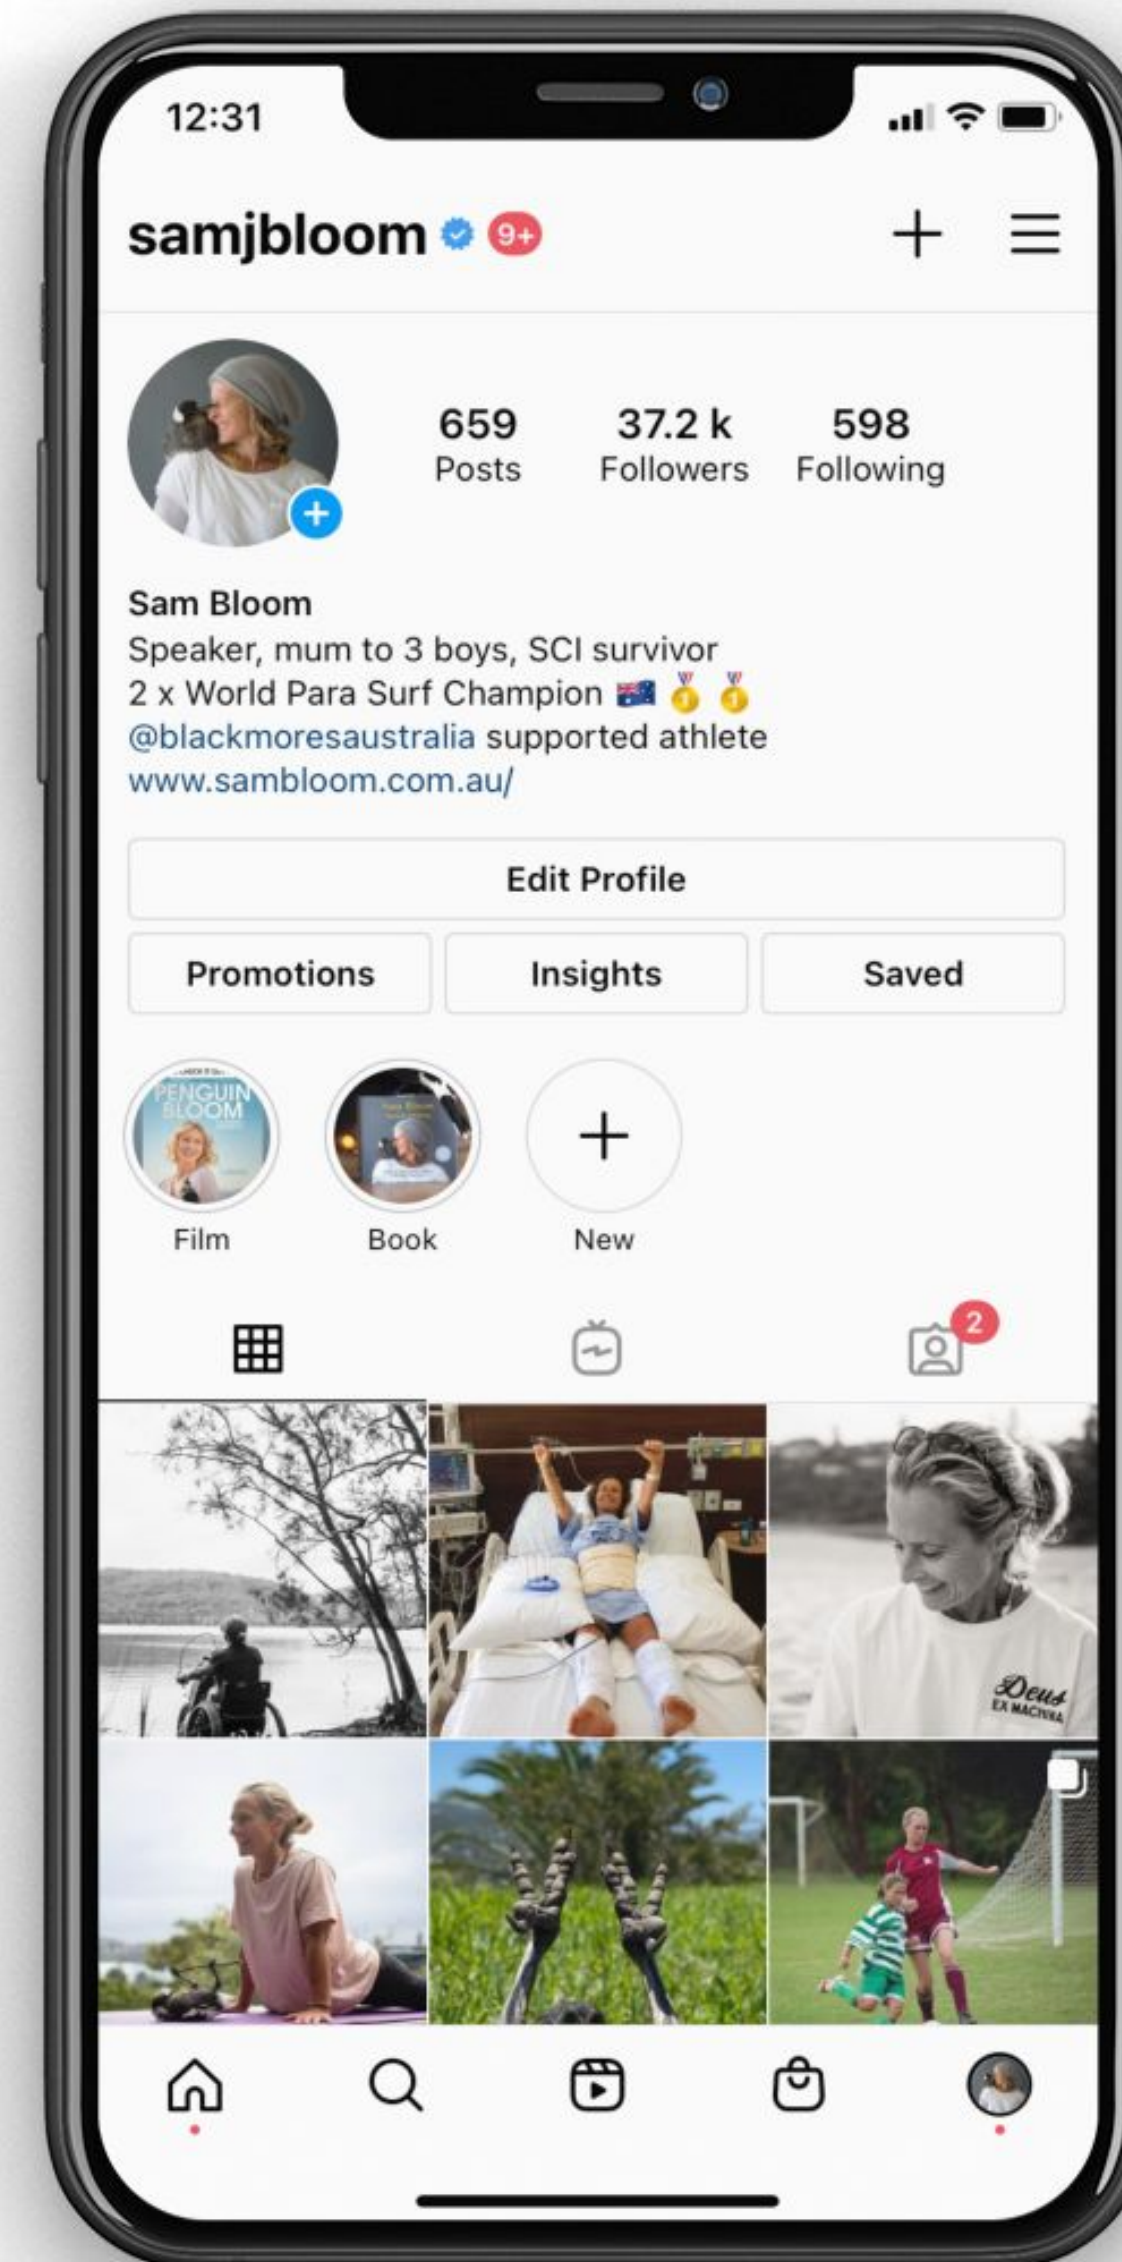 12:31
samjbloom 9+
659 37.2 k 598
Posts Followers Following
Sam Bloom
Speaker, mum to 3 boys, SCI survivor
2 x World Para Surf Champion 🇦🇺 🥇 🥇
@blackmoresaustralia supported athlete
www.sambloom.com.au/
Edit Profile
Promotions Insights Saved
PENGUIN
BLOOM
Sam Bloom
Film Book New
2
Deus
EX MACHINA